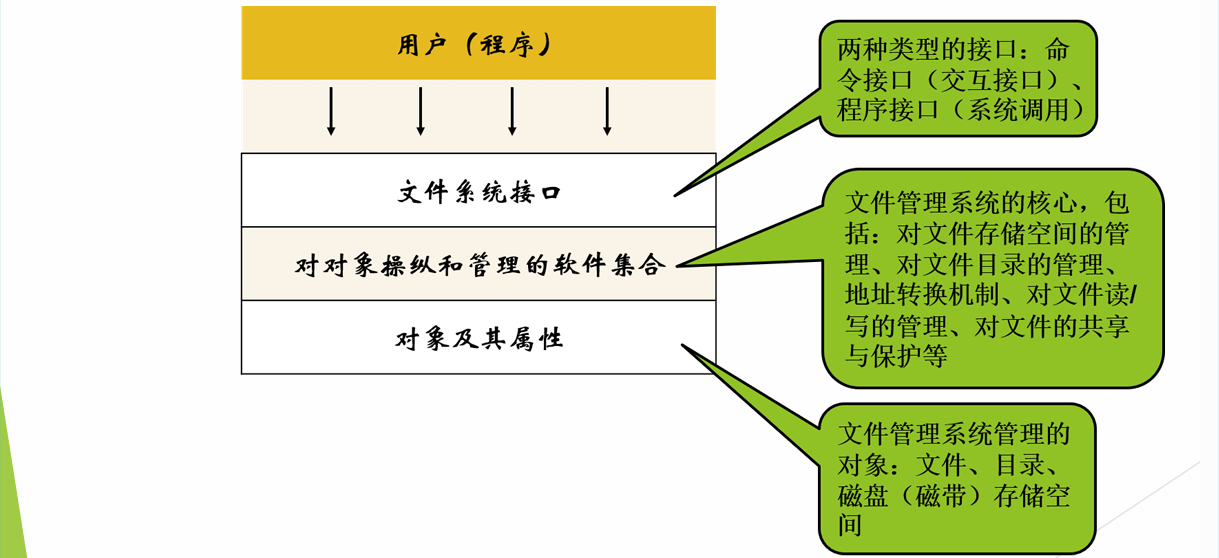 用户（程序）
两种类型的接口：命
令接口（交互接口）、
程序接口（系统调用）
文件系统接口
对对象操纵和管理的软件集合
文件管理系统的核心，包
括：对文件存储空间的管
理、对文件目录的管理、
地址转换机制、对文件读/
写的管理、对文件的共享
与保护等
对象及其属性
文件管理系统管理的
对象：文件、目录、
磁盘（磁带）存储空
间